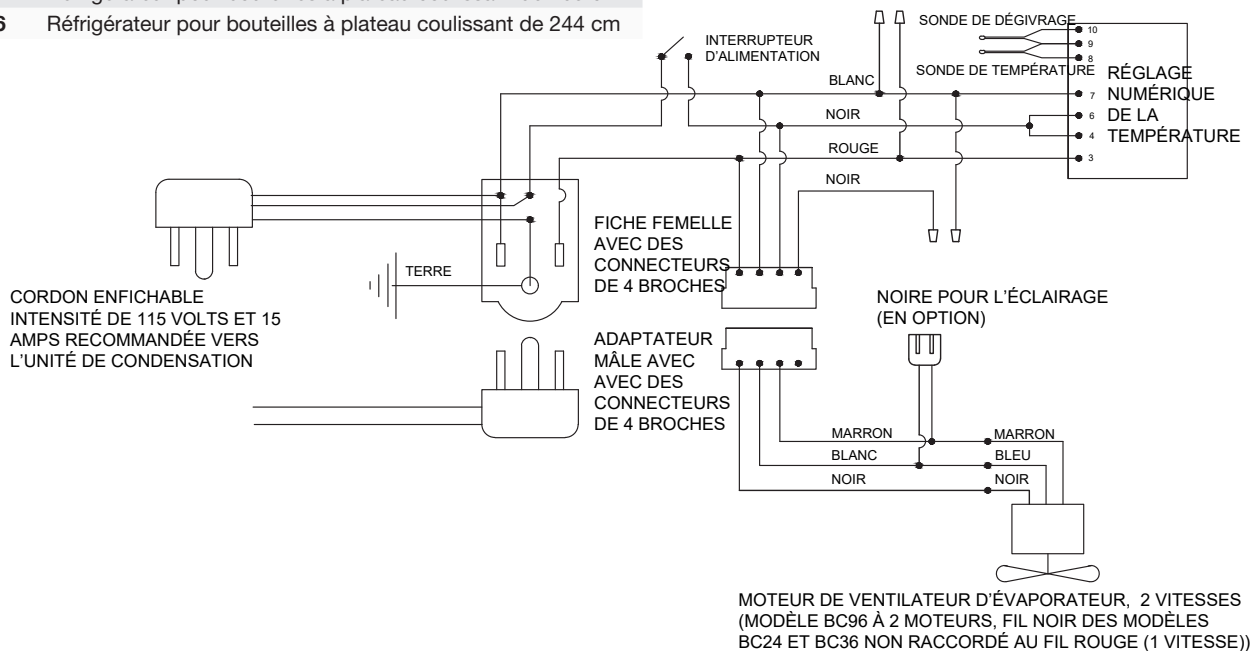 6 Réfrigérateur pour bouteilles à plateau coulissant de 244 cm
INTERRUPTEUR
D'ALIMENTATION
SONDE DE DÉGIVRAGE
SONDE DE TEMPÉRATURE
10
9
8
7
6
4
3
RÉGLAGE
NUMÉRIQUE
DE LA
TEMPÉRATURE
BLANC
NOIR
ROUGE
NOIR
FICHE FEMELLE
AVEC DES
CONNECTEURS
DE 4 BROCHES
TERRE
CORDON ENFICHABLE
INTENSITÉ DE 115 VOLTS ET 15
AMPS RECOMMANDÉE VERS
L'UNITÉ DE CONDENSATION
NOIRE POUR L'ÉCLAIRAGE
(EN OPTION)
ADAPTATEUR
MÂLE AVEC
AVEC DES
CONNECTEURS
DE 4 BROCHES
MARRON
MARRON
BLANC
BLEU
NOIR
NOIR
MOTEUR DE VENTILATEUR D'ÉVAPORATEUR, 2 VITESSES
(MODÈLE BC96 À 2 MOTEURS, FIL NOIR DES MODÈLES
BC24 ET BC36 NON RACCORDÉ AU FIL ROUGE (1 VITESSE))